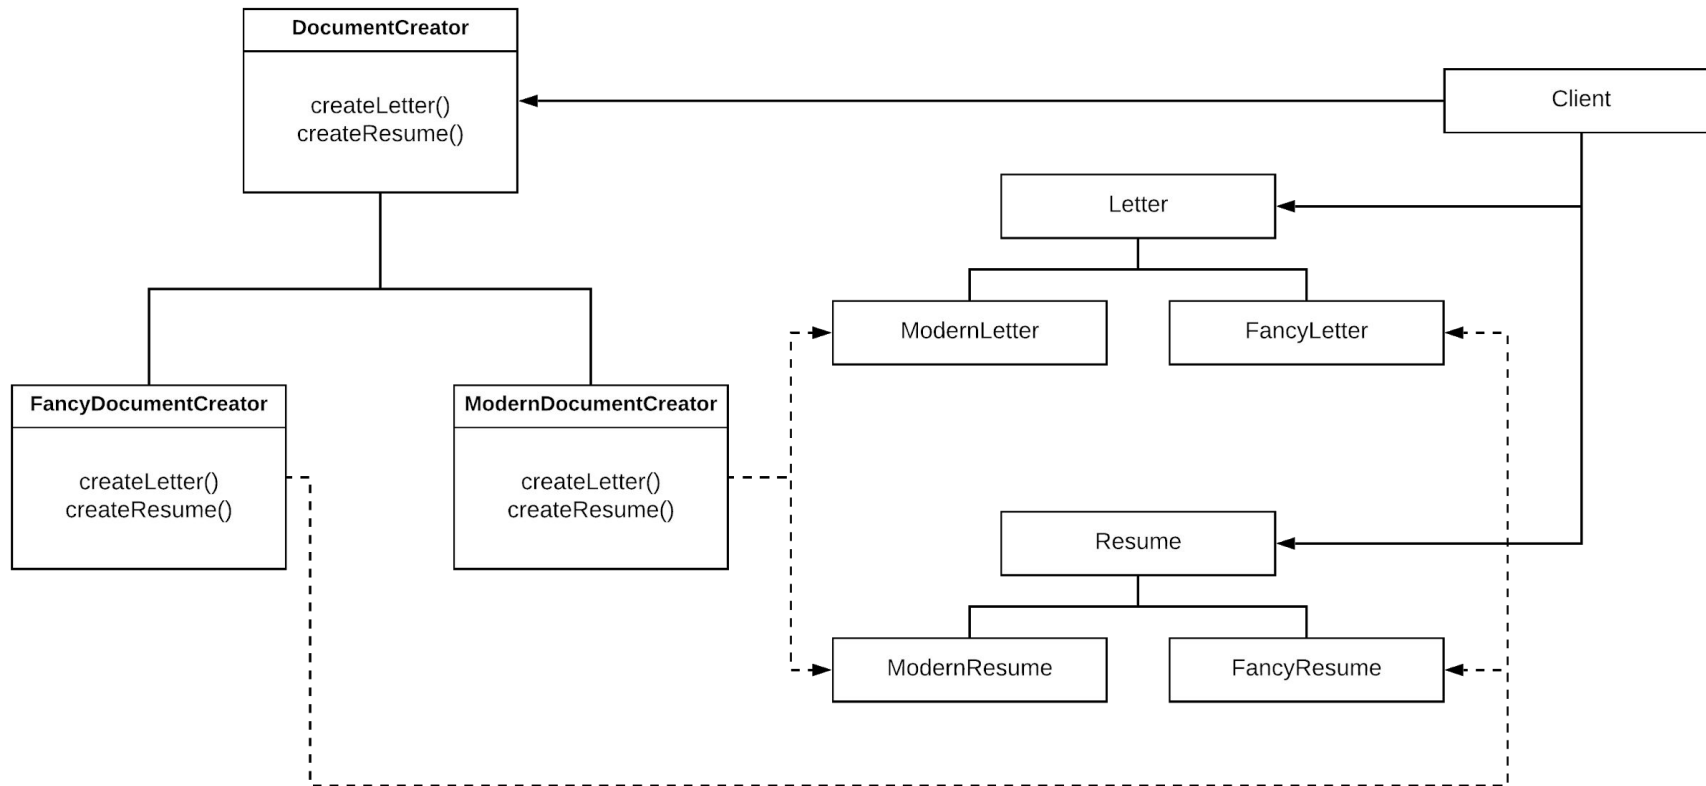 DocumentCreator
createLetter()
createResume()
Client
Letter
ModernLetter
FancyLetter
FancyDocumentCreator
createLetter()
createResume()
ModernDocumentCreator
createLetter()
createResume()
Resume
ModernResume
FancyResume